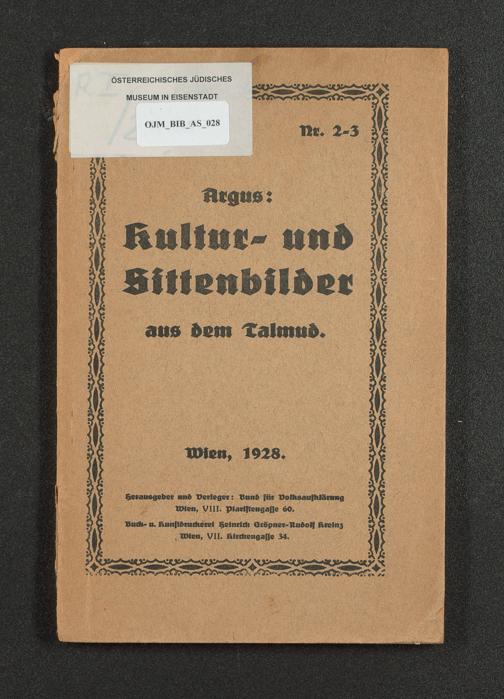 ÖSTERREICHISCHES JÜDISCHES
MUSEUM IN EISENSTADT
OJM_BIB_AS_028
Nr. 2-3
Argus:
Kultur- und
Sittenbilder
aus dem Talmud.
Wien, 1928.
Herausgeber und Verleger: Bund für Volksaufklärung
Wien, VIII. Piaristengasse 60.
Buch- u. Kunstdruckerei Heinrich Gröpner-Rudolf Kreinz
Wien, VII. Kirchengasse 34.